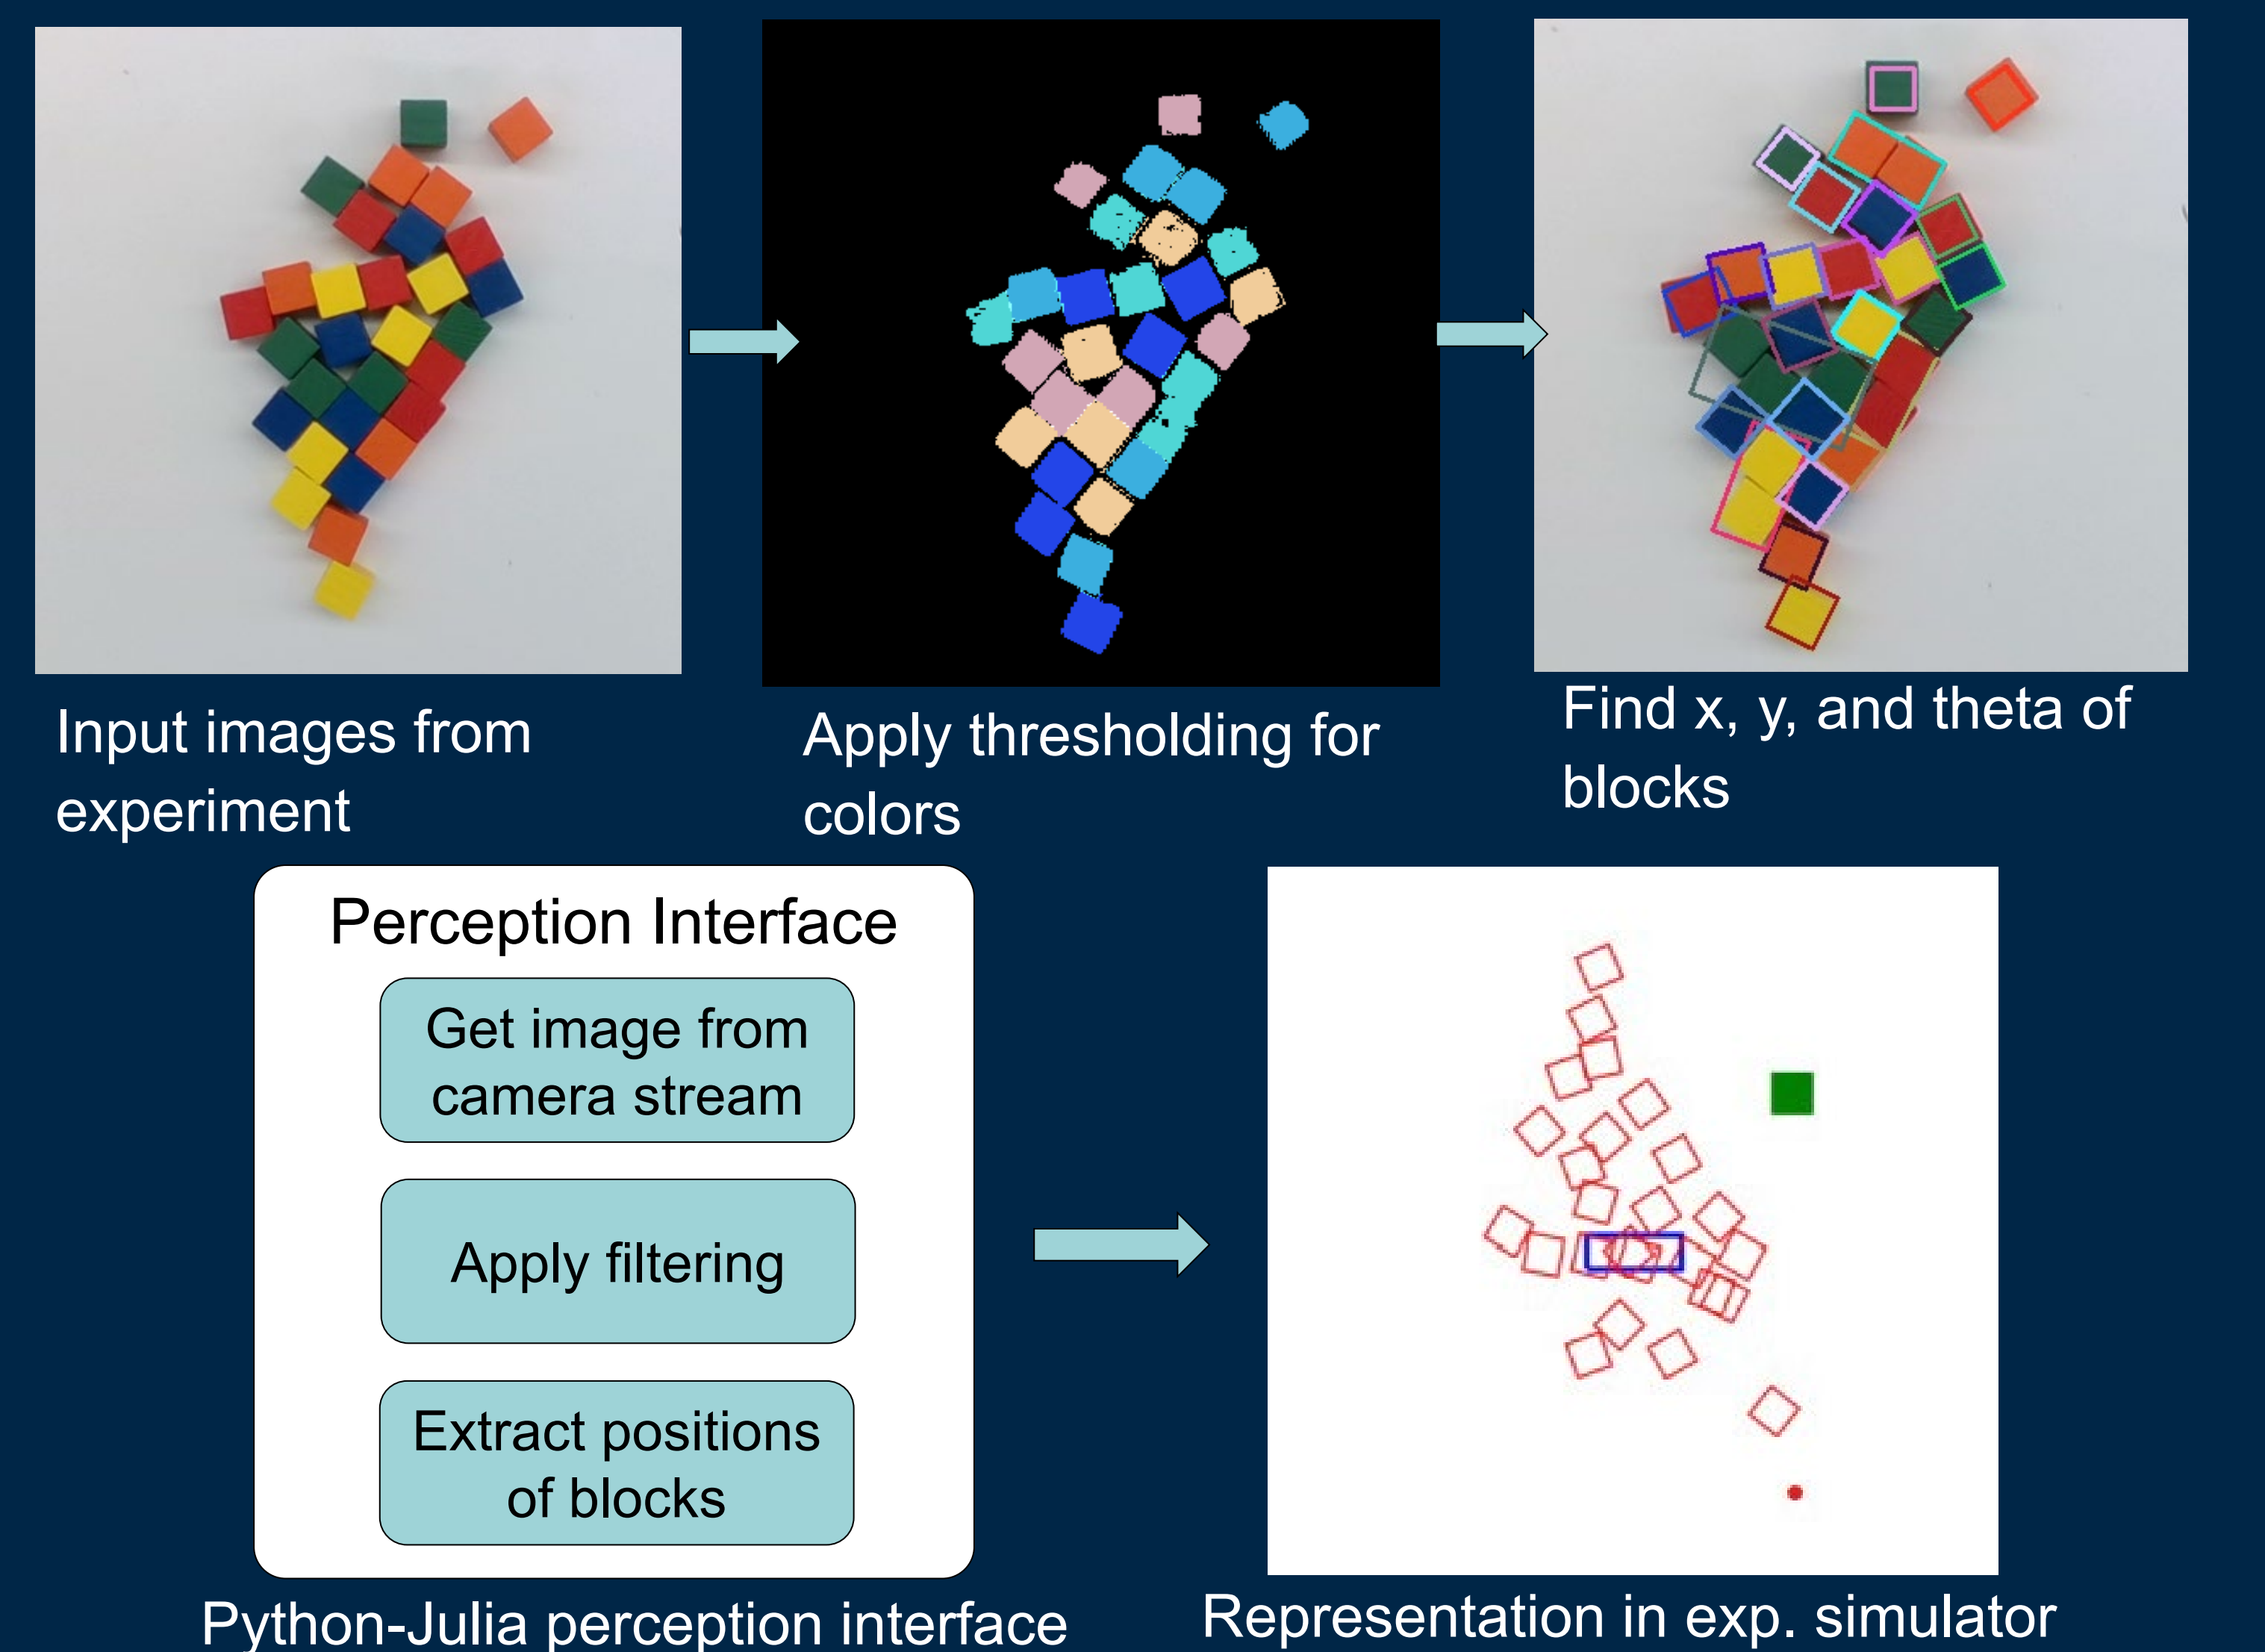 Input images from
experiment
Apply thresholding for
colors
Find x, y, and theta of
blocks
Perception Interface
Get image from
camera stream
Apply filtering
Extract positions
of blocks
Python-Julia perception interface
Representation in exp. simulator